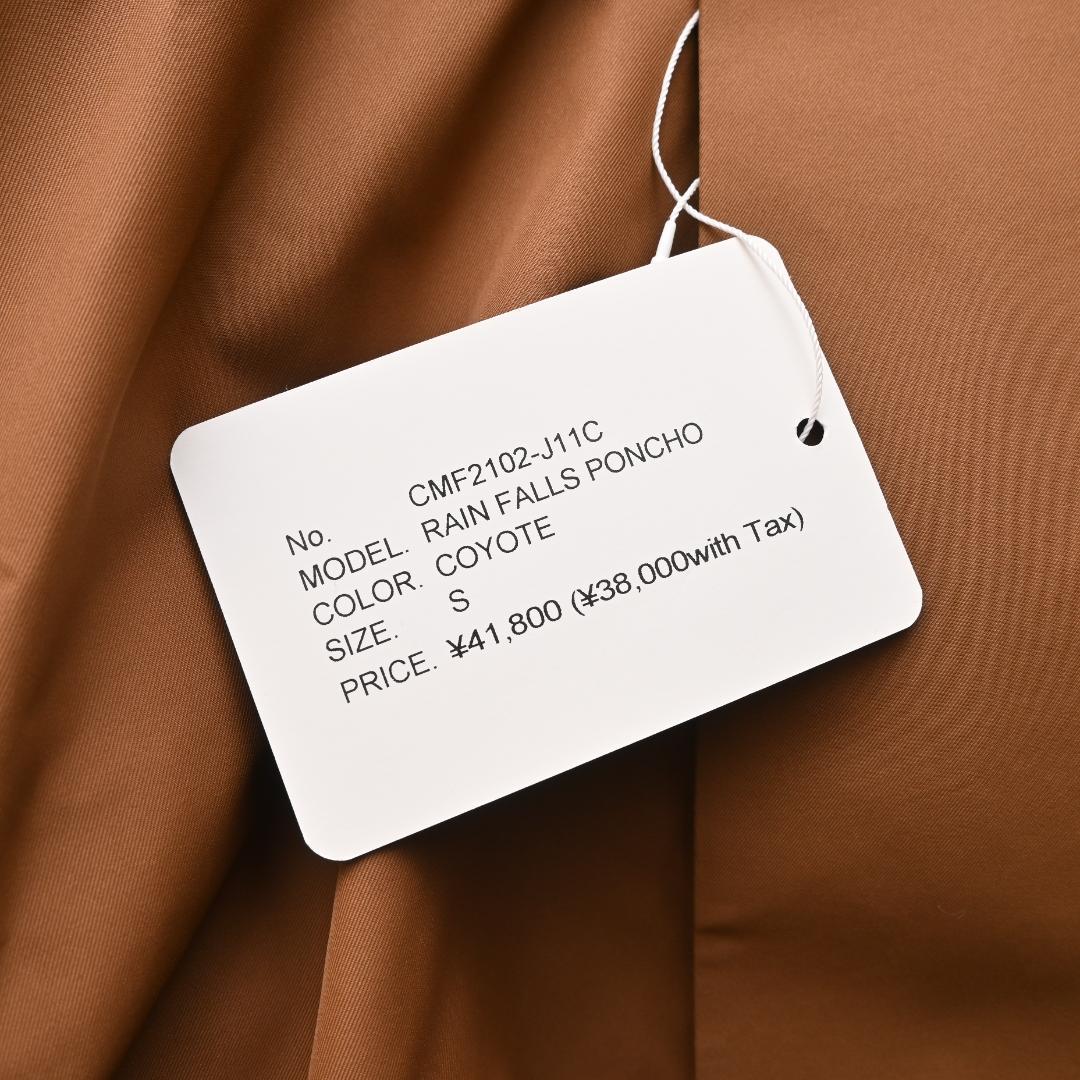 No. CMF2102-J11C
MODEL. RAIN FALLS PONCHO
COLOR. COYOTE
SIZE. S
PRICE. ¥41,800 (¥38,000with Tax)